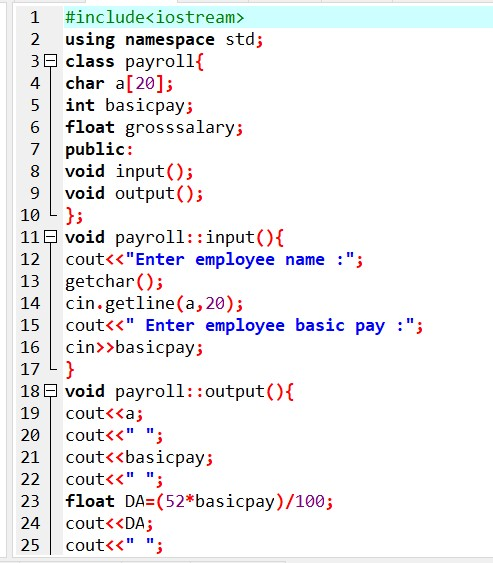 1 #include<iostream>
2 using namespace std;
3 class payroll{
4 char a[20];
5 int basicpay;
6 float grosssalary;
7 public:
8 void input();
9 void output();
10 };
11 void payroll::input(){
12 cout<<"Enter employee name :";
13 getchar();
14 cin.getline(a,20);
15 cout<<" Enter employee basic pay :";
16 cin>>basicpay;
17 }
18 void payroll::output(){
19 cout<<a;
20 cout<<" ";
21 cout<<basicpay;
22 cout<<" ";
23 float DA=(52*basicpay)/100;
24 cout<<DA;
25 cout<<" ";